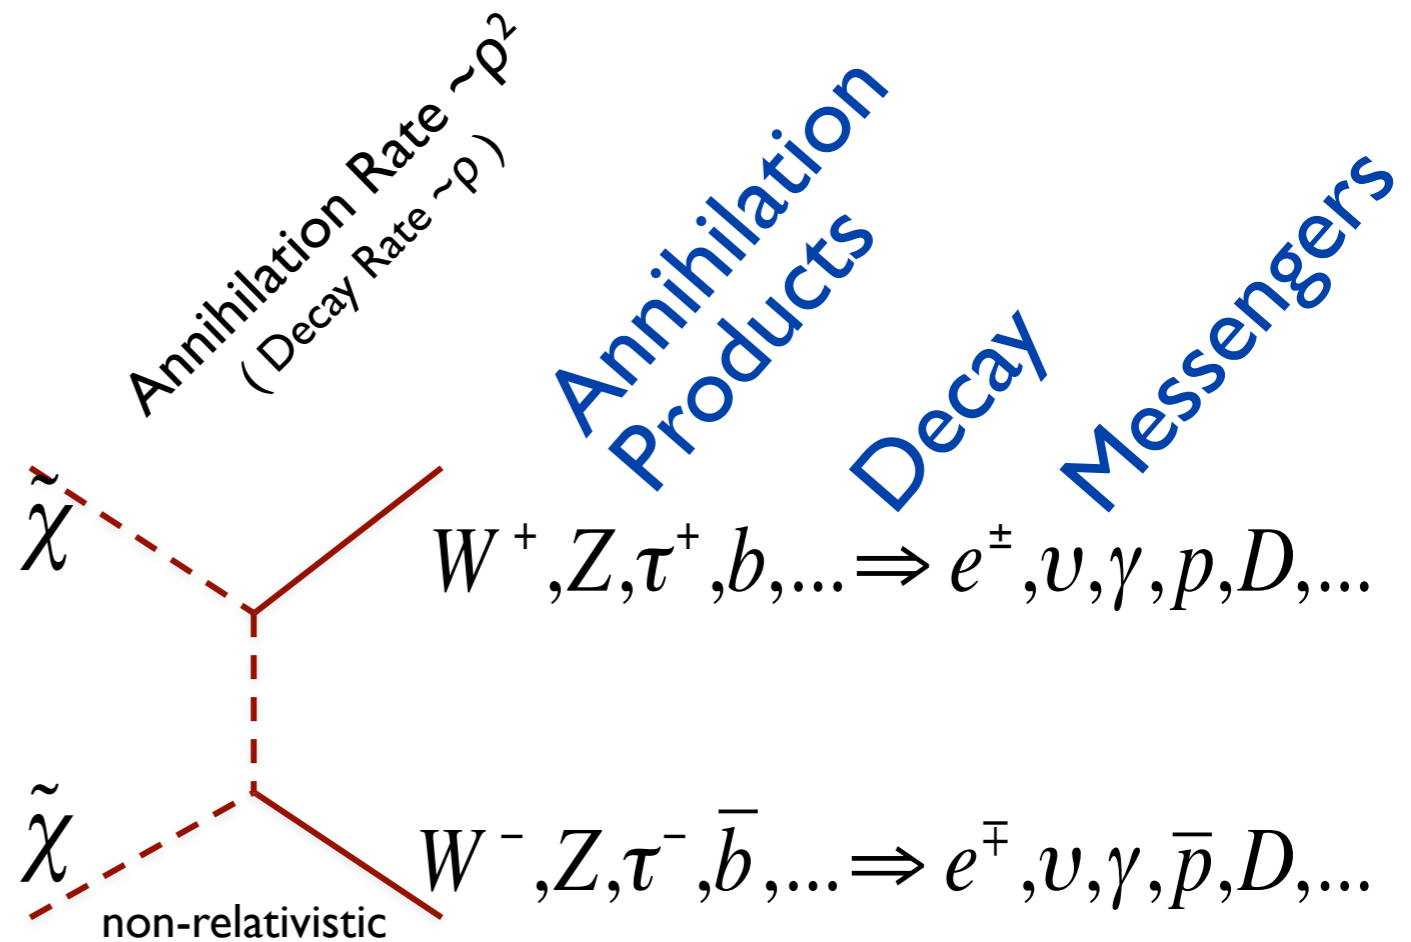 Annihilation Rate ~ρ²
( Decay Rate ~ρ )
Annihilation
Products
Decay
Messengers
χ̃
W⁺,Z,τ⁺,b,...⇒e^±,υ,γ,p,D,...
χ̃
W⁻,Z,τ⁻,b̅,...⇒e^∓,υ,γ,p̅,D,...
non-relativistic